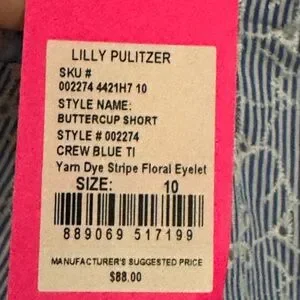 LILLY PULITZER
SKU #
002274 4421H7 10
STYLE NAME:
BUTTERCUP SHORT
STYLE # 002274
CREW BLUE TI
Yarn Dye Stripe Floral Eyelet
SIZE: 10
889069 517199
MANUFACTURER'S SUGGESTED PRICE
$88.00